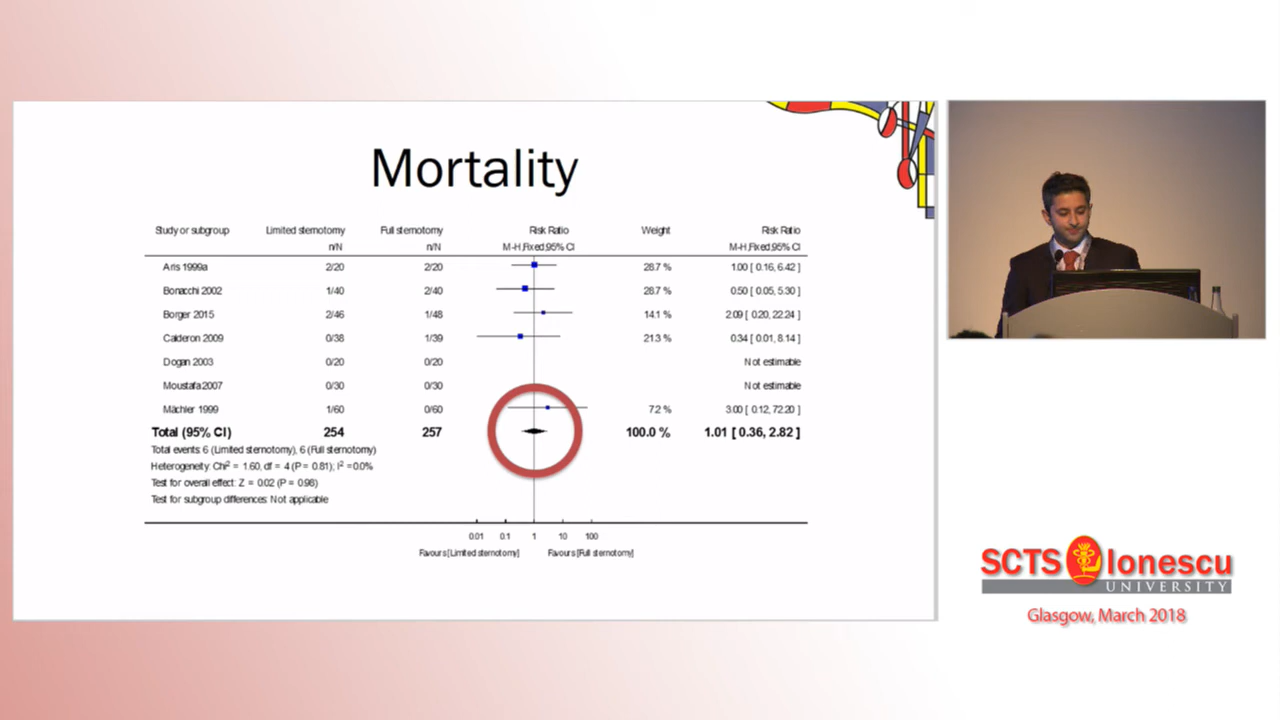 Mortality
Study or subgroup Limited sternotomy Full sternotomy Risk Ratio Weight Risk Ratio
n/N n/N M-H,Fixed,95% CI M-H,Fixed,95% CI
Aris 1999a 2/20 2/20 28.7 % 1.00 [ 0.16, 6.42 ]
Bonacchi 2002 1/40 2/40 28.7 % 0.50 [ 0.05, 5.30 ]
Borger 2015 2/46 1/48 14.1 % 2.09 [ 0.20, 22.24 ]
Calderon 2009 0/38 1/39 21.3 % 0.34 [ 0.01, 8.14 ]
Dogan 2003 0/20 0/20 Not estimable
Moustafa 2007 0/30 0/30 Not estimable
Mächler 1999 1/60 0/60 7.2 % 3.00 [ 0.12, 72.20 ]
Total (95% CI) 254 257 100.0 % 1.01 [ 0.36, 2.82 ]
Total events: 6 (Limited sternotomy), 6 (Full sternotomy)
Heterogeneity: Chi² = 1.60, df = 4 (P = 0.81); I² =0.0%
Test for overall effect: Z = 0.02 (P = 0.98)
Test for subgroup differences: Not applicable
0.01 0.1 1 10 100
Favours [Limited sternotomy] Favours [Full sternotomy]
SCTS Ionescu
UNIVERSITY
Glasgow, March 2018